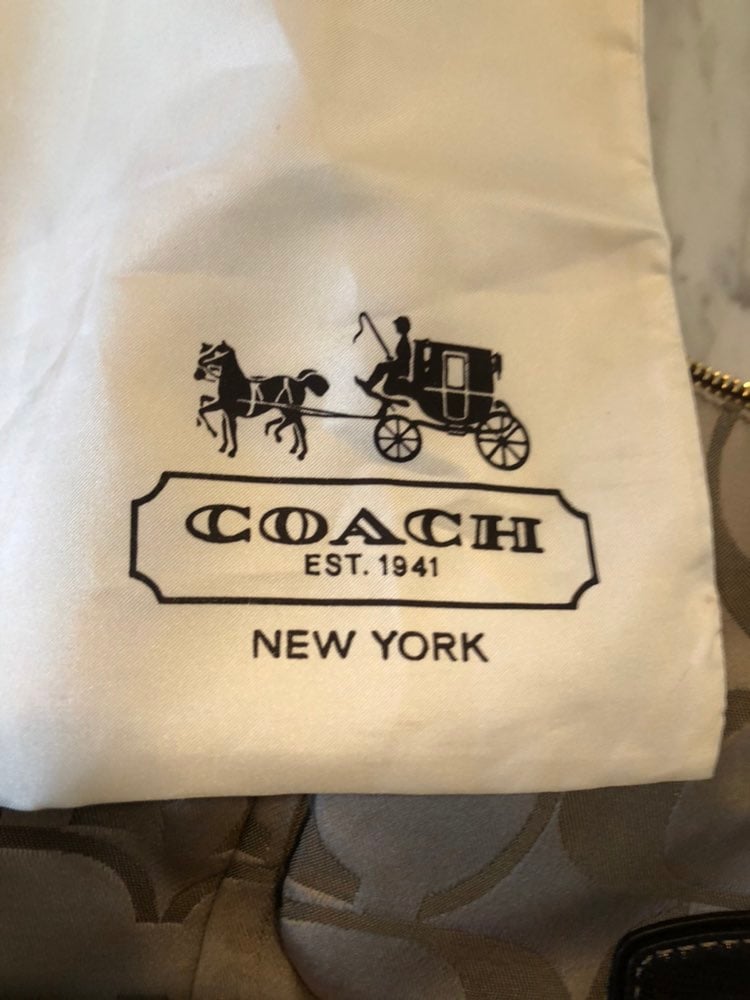 COACH
EST. 1941
NEW YORK